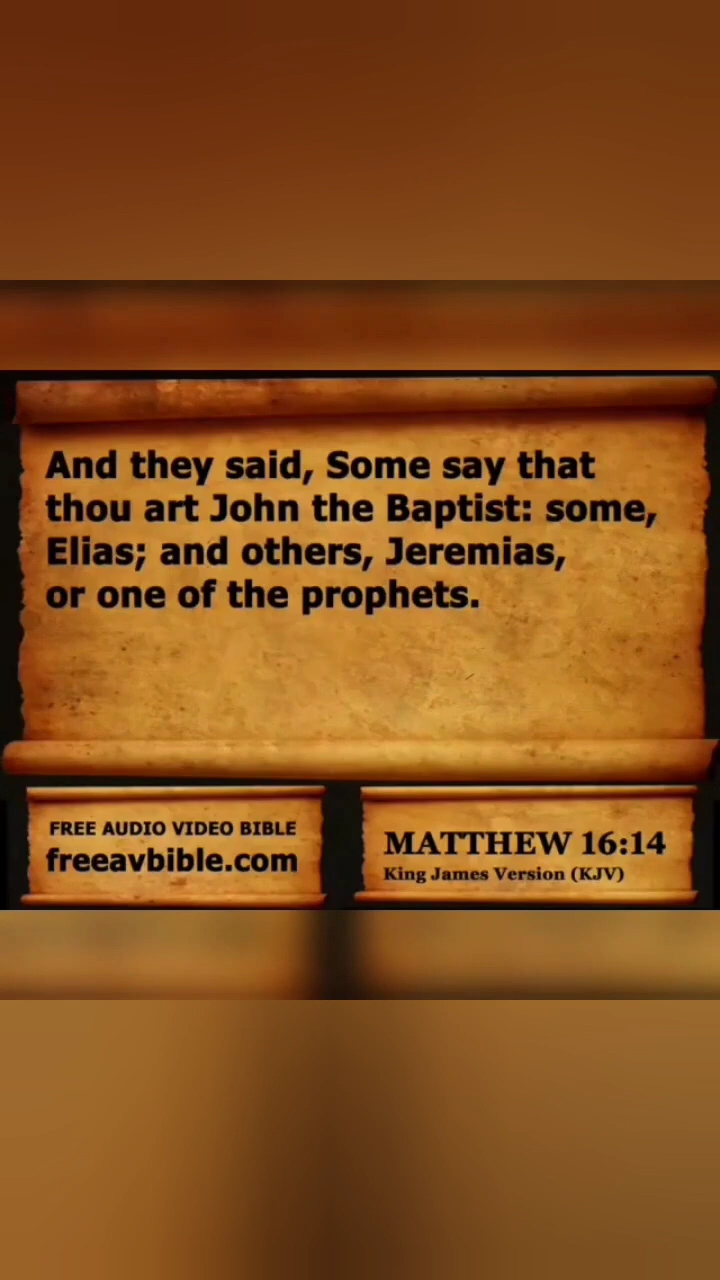 And they said, Some say that
thou art John the Baptist: some,
Elias; and others, Jeremias,
or one of the prophets.
FREE AUDIO VIDEO BIBLE
freeavbible.com
MATTHEW 16:14
King James Version (KJV)